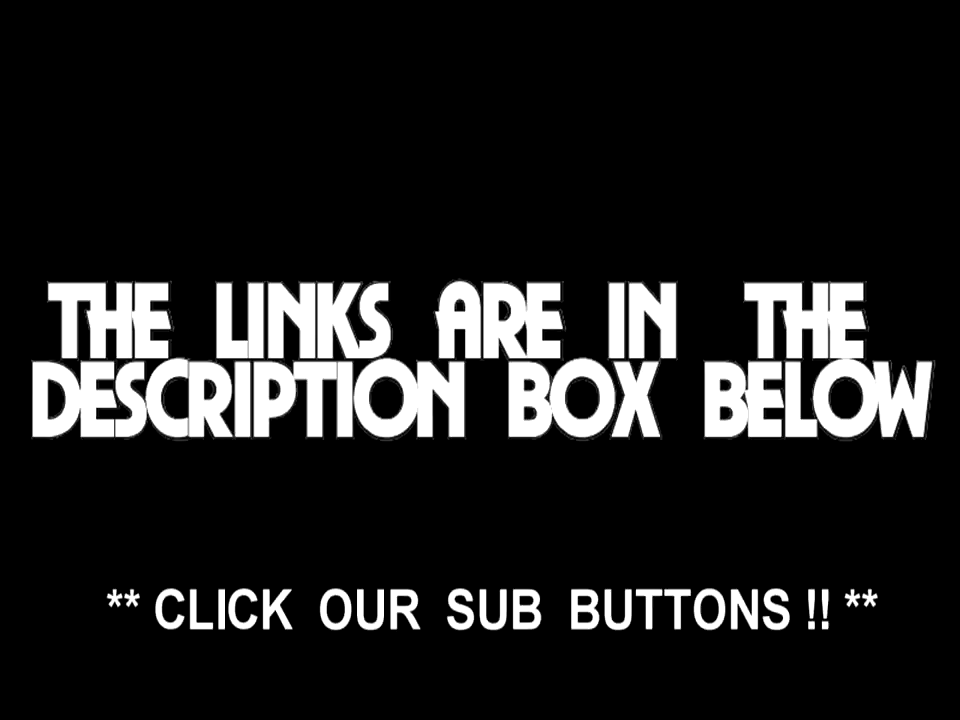 THE LINKS ARE IN THE
DESCRIPTION BOX BELOW
** CLICK OUR SUB BUTTONS !! **